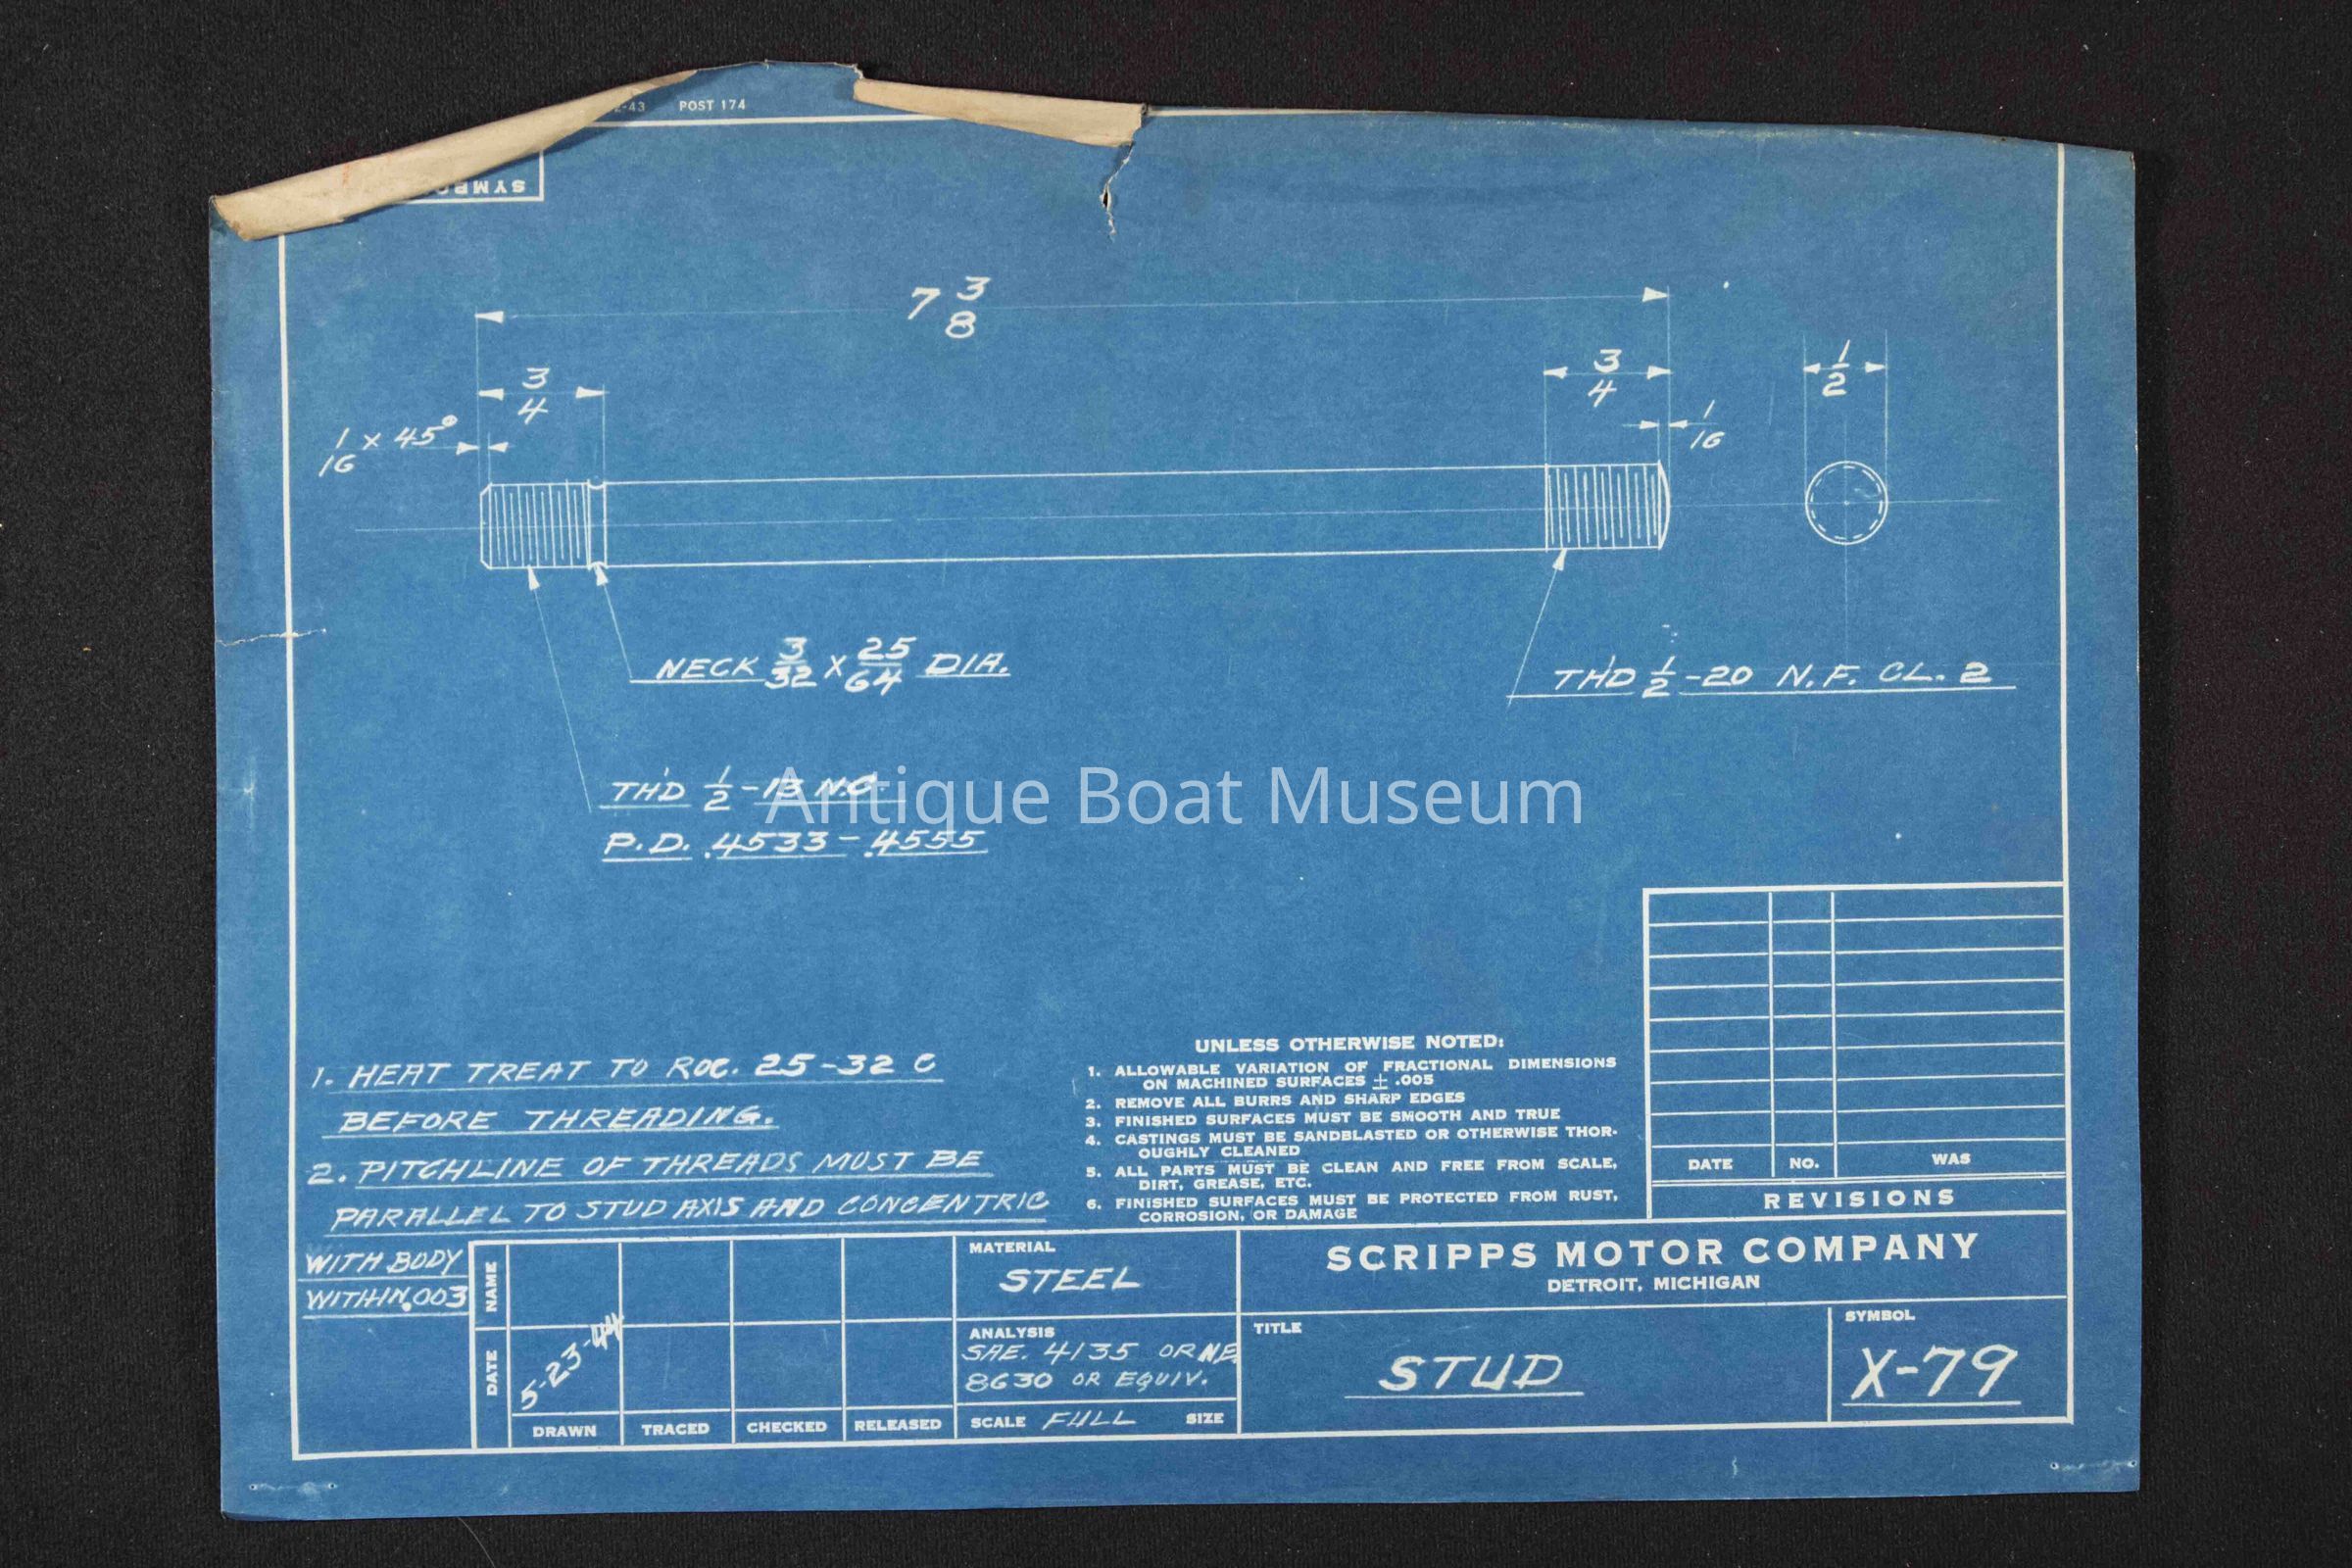 -43 POST 174
SYMBO
7 3/8
3/4
3/4
1/2
1/16 x 45°
1/16
NECK 3/32 x 25/64 DIA.
TH'D 1/2-20 N.F. CL. 2
TH'D 1/2-13 N.C.
P.D. .4533-.4555
Antique Boat Museum
1. HEAT TREAT TO ROC. 25-32 C
BEFORE THREADING.
2. PITCHLINE OF THREADS MUST BE
PARALLEL TO STUD AXIS AND CONCENTRIC
WITH BODY
WITHIN .003
UNLESS OTHERWISE NOTED:
1. ALLOWABLE VARIATION OF FRACTIONAL DIMENSIONS
ON MACHINED SURFACES ± .005
2. REMOVE ALL BURRS AND SHARP EDGES
3. FINISHED SURFACES MUST BE SMOOTH AND TRUE
4. CASTINGS MUST BE SANDBLASTED OR OTHERWISE THOR-
OUGHLY CLEANED
5. ALL PARTS MUST BE CLEAN AND FREE FROM SCALE,
DIRT, GREASE, ETC.
6. FINISHED SURFACES MUST BE PROTECTED FROM RUST,
CORROSION, OR DAMAGE
DATE NO. WAS
REVISIONS
NAME
DATE
5-23-44
DRAWN TRACED CHECKED RELEASED
MATERIAL
STEEL
ANALYSIS
SAE. 4135 OR NE
8630 OR EQUIV.
SCALE FULL SIZE
SCRIPPS MOTOR COMPANY
DETROIT, MICHIGAN
TITLE
STUD
SYMBOL
X-79